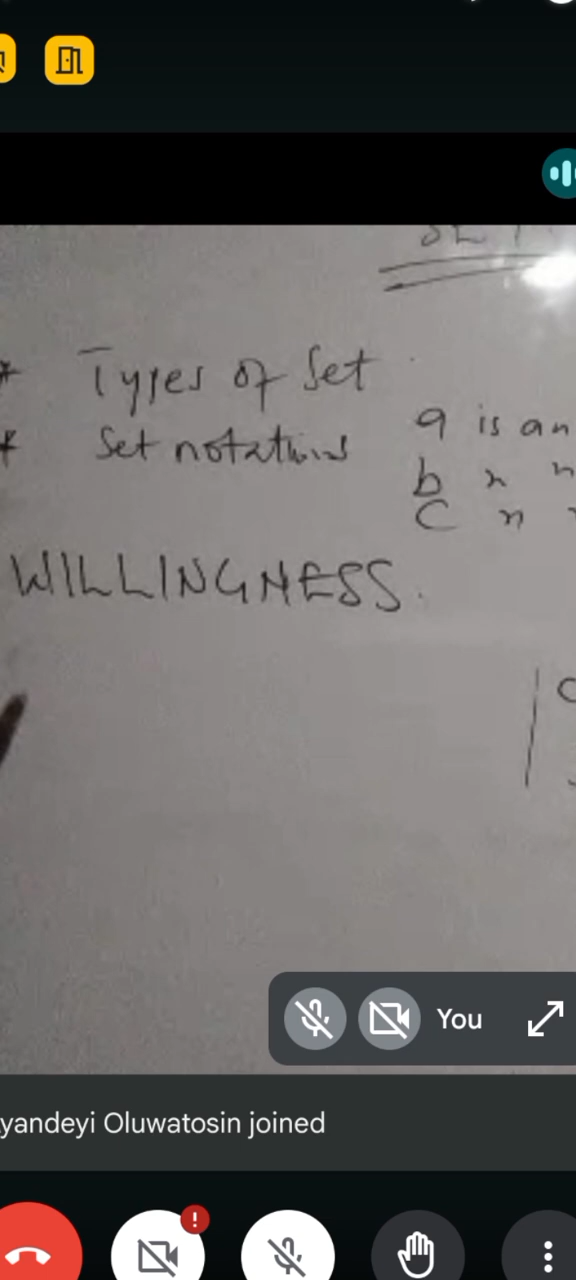 * Types of Set
* Set notations
a is an
b " "
C "
WILLINGNESS.
You
yandeyi Oluwatosin joined